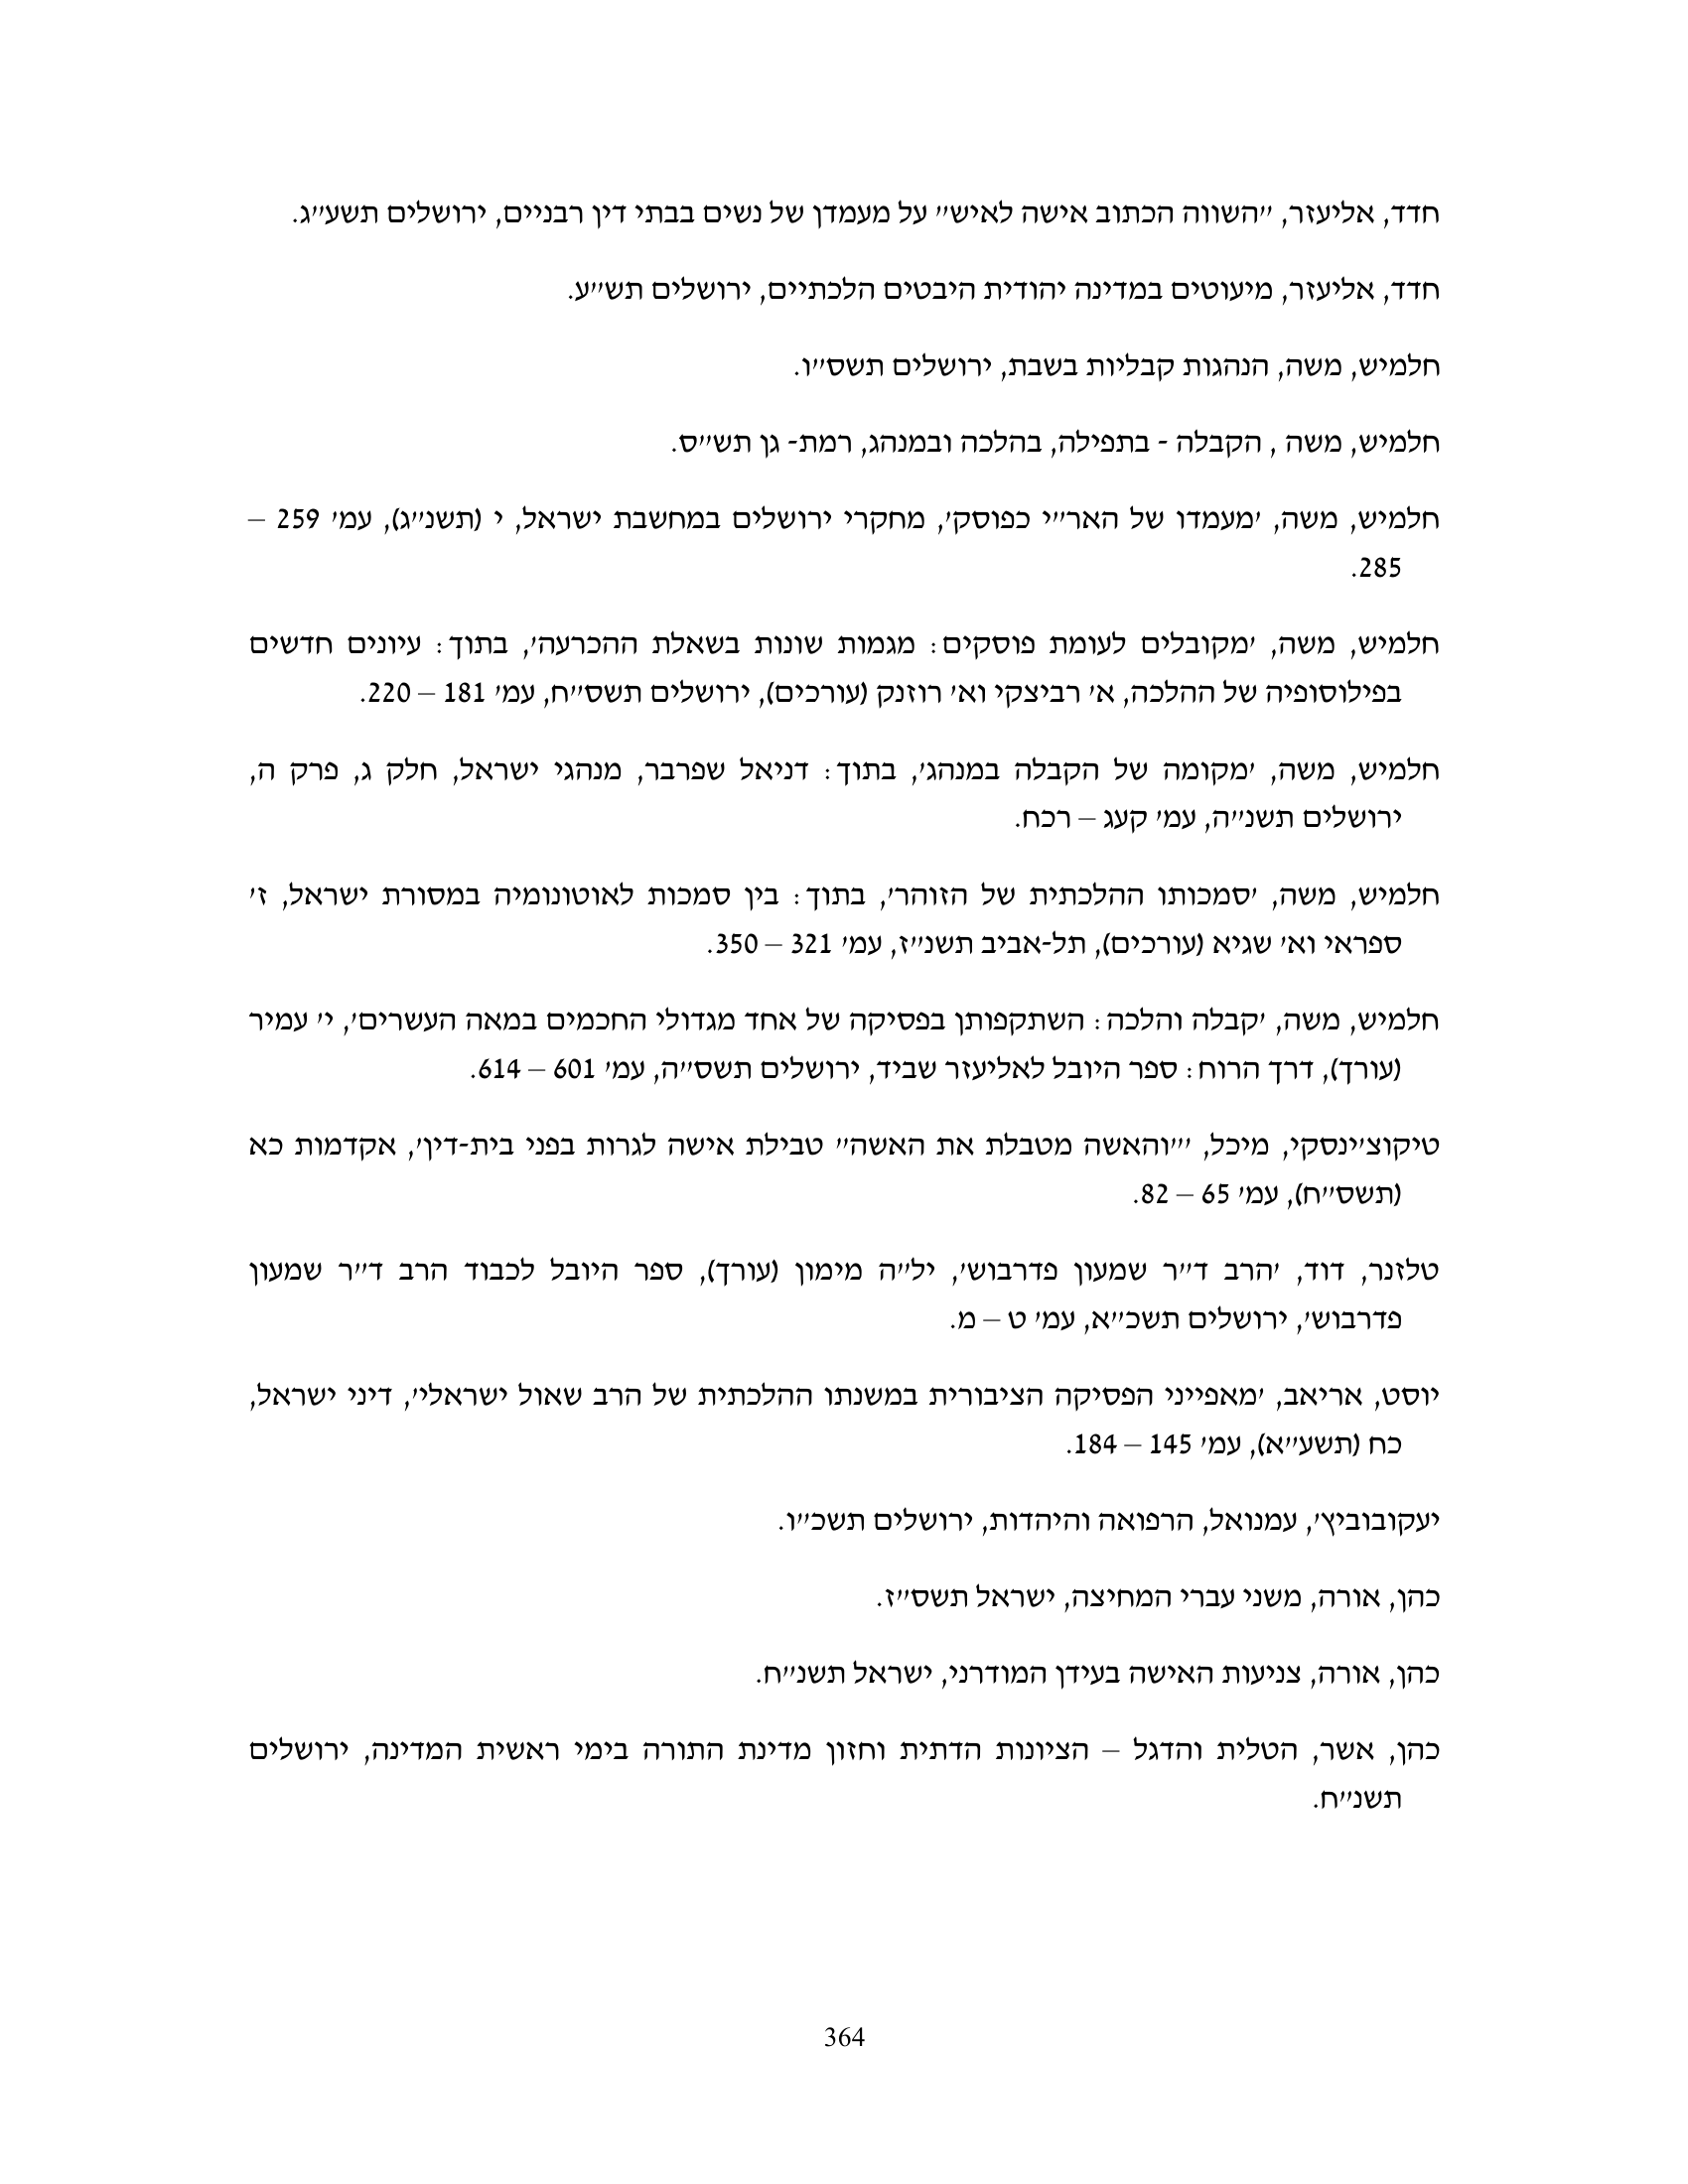 חדד, אליעזר, ״השווה הכתוב אישה לאיש״ על מעמדן של נשים בבתי דין רבניים, ירושלים תשע״ג.
חדד, אליעזר, מיעוטים במדינה יהודית היבטים הלכתיים, ירושלים תש״ע.
חלמיש, משה, הנהגות קבליות בשבת, ירושלים תשס״ו.
חלמיש, משה , הקבלה - בתפילה, בהלכה ובמנהג, רמת- גן תש״ס.
חלמיש, משה, ׳מעמדו של האר״י כפוסק׳, מחקרי ירושלים במחשבת ישראל, י (תשנ״ג), עמ׳ 259 –
285.
חלמיש, משה, ׳מקובלים לעומת פוסקים: מגמות שונות בשאלת ההכרעה׳, בתוך: עיונים חדשים
בפילוסופיה של ההלכה, א׳ רביצקי וא׳ רוזנק (עורכים), ירושלים תשס״ח, עמ׳ 181 – 220.
חלמיש, משה, ׳מקומה של הקבלה במנהג׳, בתוך: דניאל שפרבר, מנהגי ישראל, חלק ג, פרק ה,
ירושלים תשנ״ה, עמ׳ קעג – רכח.
חלמיש, משה, ׳סמכותו ההלכתית של הזוהר׳, בתוך: בין סמכות לאוטונומיה במסורת ישראל, ז׳
ספראי וא׳ שגיא (עורכים), תל-אביב תשנ״ז, עמ׳ 321 – 350.
חלמיש, משה, ׳קבלה והלכה: השתקפותן בפסיקה של אחד מגדולי החכמים במאה העשרים׳, י׳ עמיר
(עורך), דרך הרוח: ספר היובל לאליעזר שביד, ירושלים תשס״ה, עמ׳ 601 – 614.
טיקוצ׳ינסקי, מיכל, ׳״והאשה מטבלת את האשה״ טבילת אישה לגרות בפני בית-דין׳, אקדמות כא
(תשס״ח), עמ׳ 65 – 82.
טלזנר, דוד, ׳הרב ד״ר שמעון פדרבוש׳, יל״ה מימון (עורך), ספר היובל לכבוד הרב ד״ר שמעון
פדרבוש׳, ירושלים תשכ״א, עמ׳ ט – מ.
יוסט, אריאב, ׳מאפייני הפסיקה הציבורית במשנתו ההלכתית של הרב שאול ישראלי׳, דיני ישראל,
כח (תשע״א), עמ׳ 145 – 184.
יעקובוביץ׳, עמנואל, הרפואה והיהדות, ירושלים תשכ״ו.
כהן, אורה, משני עברי המחיצה, ישראל תשס״ז.
כהן, אורה, צניעות האישה בעידן המודרני, ישראל תשנ״ח.
כהן, אשר, הטלית והדגל – הציונות הדתית וחזון מדינת התורה בימי ראשית המדינה, ירושלים
תשנ״ח.
364